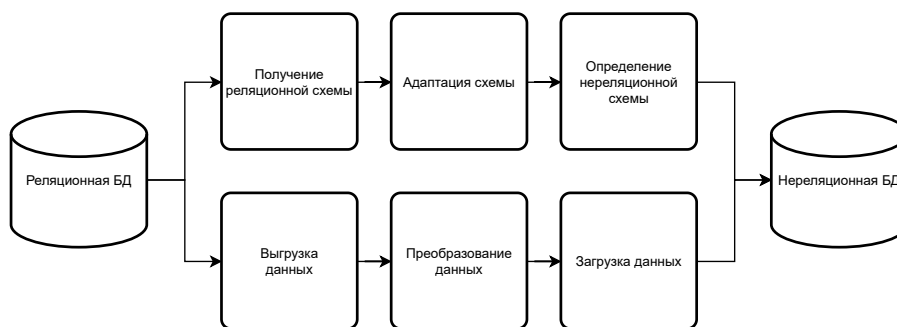 Получение
реляционной схемы
Адаптация схемы
Определение
нереляционной
схемы
Реляционная БД
Нереляционная БД
Выгрузка
данных
Преобразование
данных
Загрузка данных